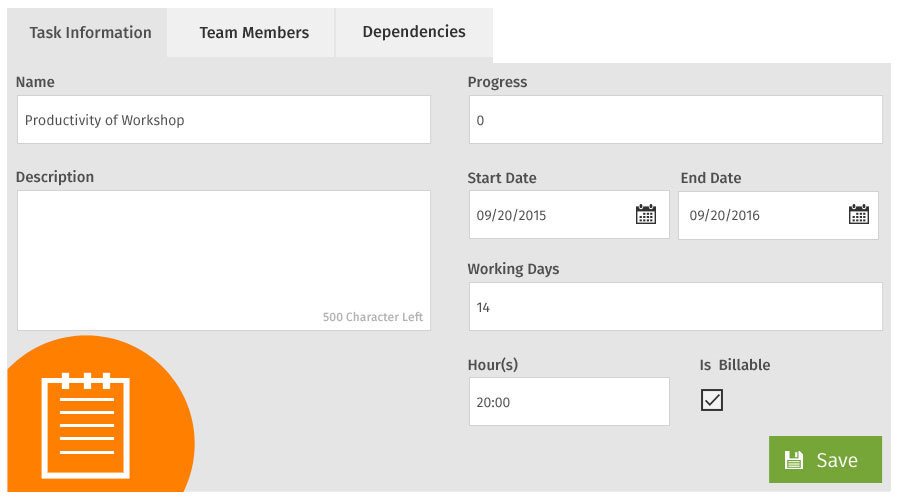 Task Information
Team Members
Dependencies
Name
Productivity of Workshop
Description
500 Character Left
Progress
0
Start Date
End Date
09/20/2015
09/20/2016
Working Days
14
Hour(s)
Is Billable
20:00
Save